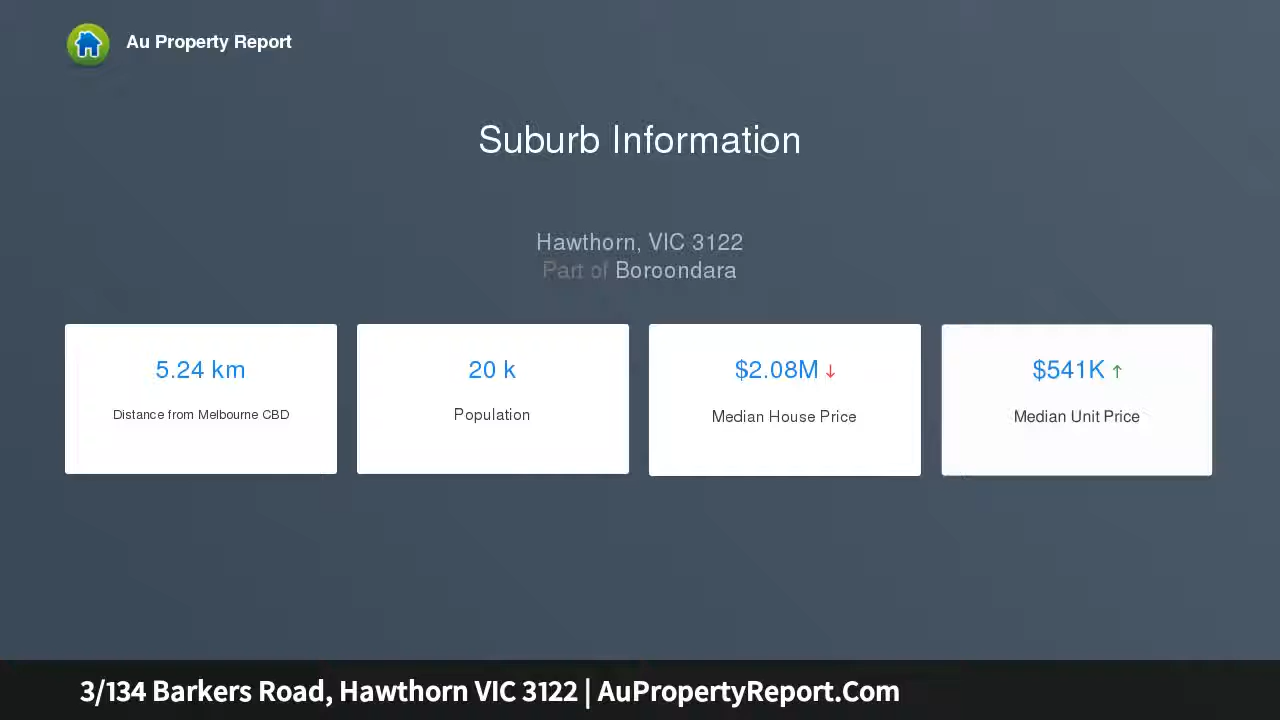 Au Property Report
Suburb Information
Hawthorn, VIC 3122
Part of Boroondara
5.24 km
Distance from Melbourne CBD
20 k
Population
$2.08M ↓
Median House Price
$541K ↑
Median Unit Price
3/134 Barkers Road, Hawthorn VIC 3122 | AuPropertyReport.Com